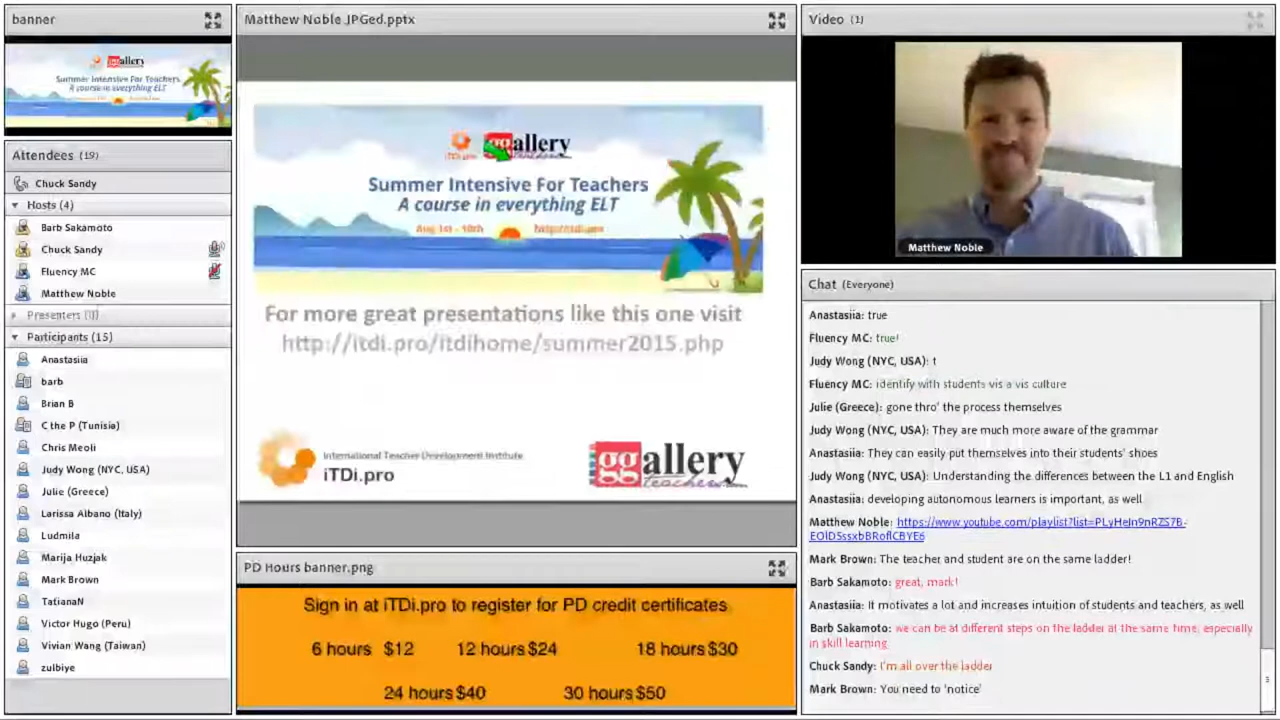 banner
ggallery
Summer Intensive For Teachers
A course in everything ELT
Attendees (19)
Chuck Sandy
Hosts (4)
Barb Sakamoto
Chuck Sandy
Fluency MC
Matthew Noble
Presenters (0)
Participants (15)
Anastasiia
barb
Brian B
C the P (Tunisia)
Chris Meoli
Judy Wong (NYC, USA)
Julie (Greece)
Larissa Albano (Italy)
Ludmila
Marija Huzjak
Mark Brown
TatianaN
Victor Hugo (Peru)
Vivian Wang (Taiwan)
zulbiye
Matthew Noble JPGed.pptx
iTDi.pro
ggallery
teachers
Summer Intensive For Teachers
A course in everything ELT
Aug 1st - 10th http://itdi.pro
For more great presentations like this one visit
http://itdi.pro/itdihome/summer2015.php
International Teacher Development Institute
iTDi.pro
ggallery
teachers
PD Hours banner.png
Sign in at iTDi.pro to register for PD credit certificates
6 hours $12 12 hours $24 18 hours $30
24 hours $40 30 hours $50
Video (1)
Matthew Noble
Chat (Everyone)
Anastasiia: true
Fluency MC: true!
Judy Wong (NYC, USA): t
Fluency MC: identify with students vis a vis culture
Julie (Greece): gone thro' the process themselves
Judy Wong (NYC, USA): They are much more aware of the grammar
Anastasiia: They can easily put themselves into their students' shoes
Judy Wong (NYC, USA): Understanding the differences between the L1 and English
Anastasiia: developing autonomous learners is important, as well
Matthew Noble:
Mark Brown: The teacher and student are on the same ladder!
Barb Sakamoto: great, mark!
Anastasiia: It motivates a lot and increases intuition of students and teachers, as well
Barb Sakamoto: we can be at different steps on the ladder at the same time, especially
in skill learning
Chuck Sandy: I'm all over the ladder
Mark Brown: You need to 'notice'